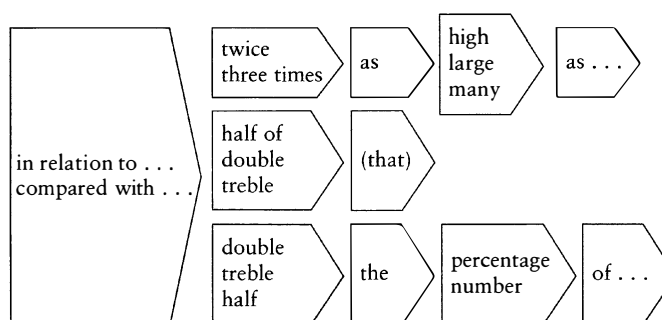 in relation to . . .
compared with . . .
twice
three times
as
high
large
many
as . . .
half of
double
treble
(that)
double
treble
half
the
percentage
number
of . . .